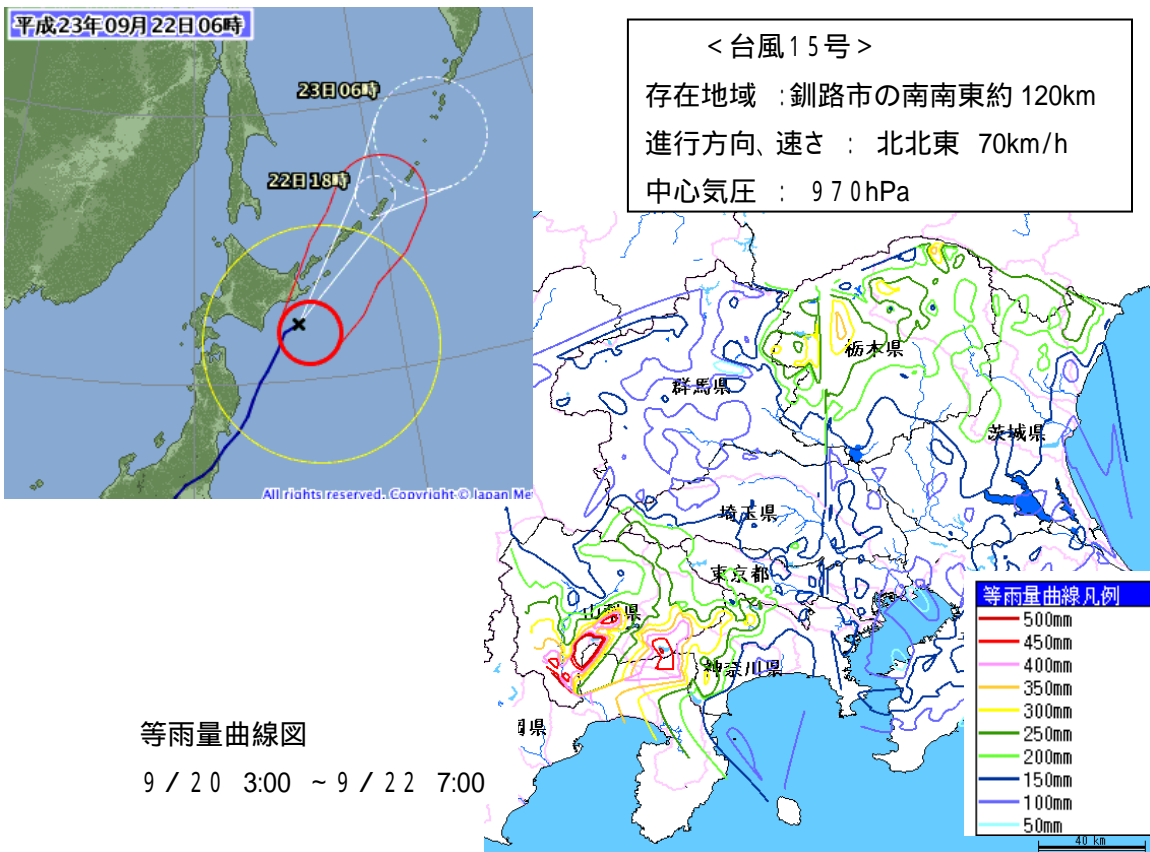 平成23年09月22日06時
23日06時
22日18時
All rights reserved. Copyright © Japan Me
<台風15号>
存在地域 :釧路市の南南東約 120km
進行方向、速さ : 北北東 70km/h
中心気圧 : 970hPa
栃木県
群馬県
茨城県
埼玉県
東京都
山梨県
神奈川県
岡県
等雨量曲線図
9/20 3:00 ~9/22 7:00
等雨量曲線凡例
500mm
450mm
400mm
350mm
300mm
250mm
200mm
150mm
100mm
50mm
40 km